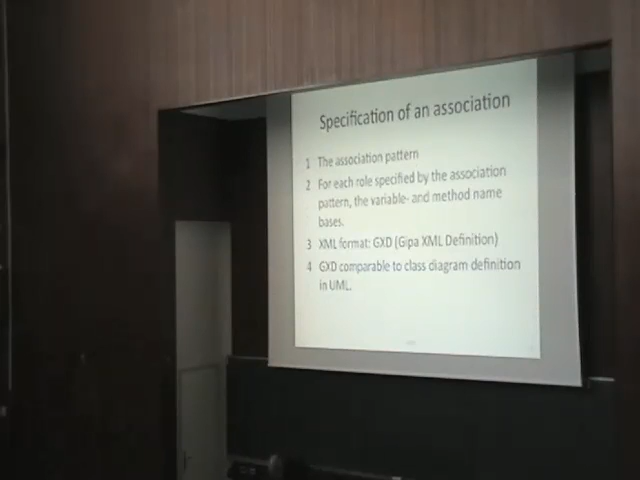 Specification of an association
1 The association pattern
2 For each role specified by the association
pattern, the variable- and method name
bases.
3 XML format: GXD (Gipa XML Definition)
4 GXD comparable to class diagram definition
in UML.